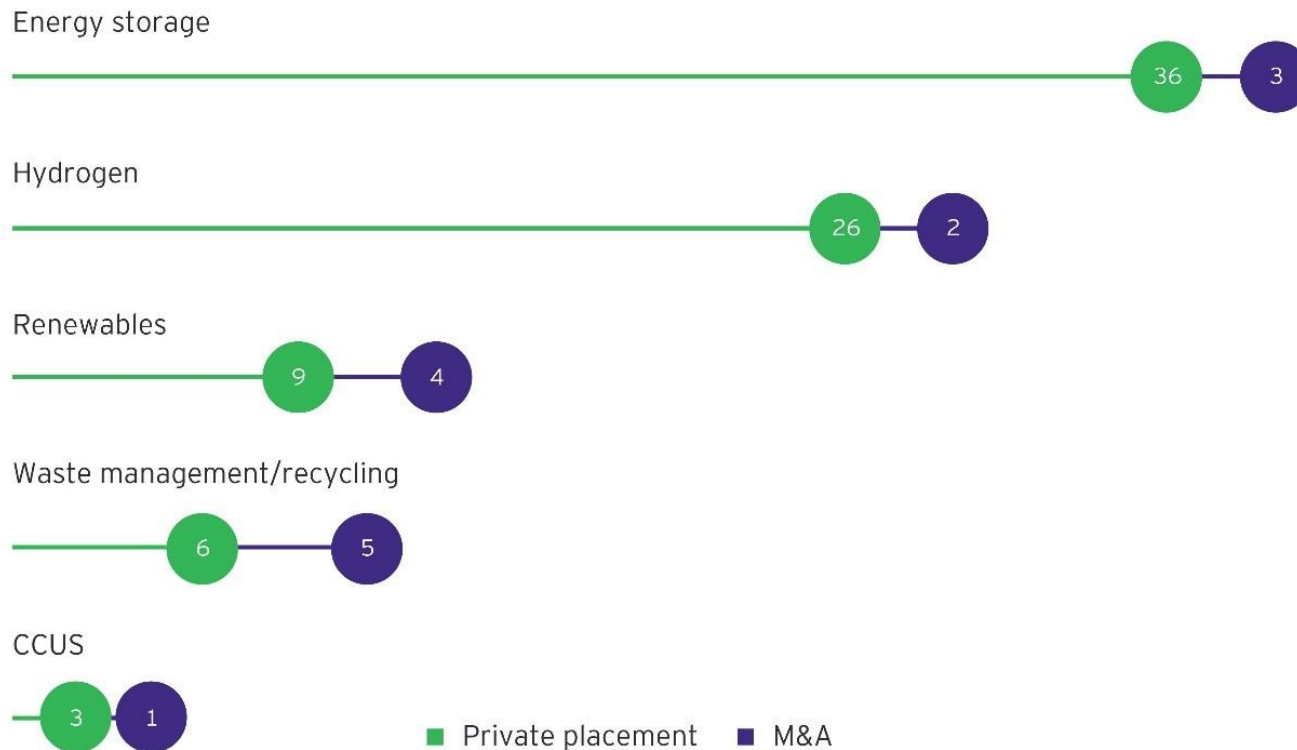 Energy storage
36 3
Hydrogen
26 2
Renewables
9 4
Waste management/recycling
6 5
CCUS
3 1
Private placement M&A